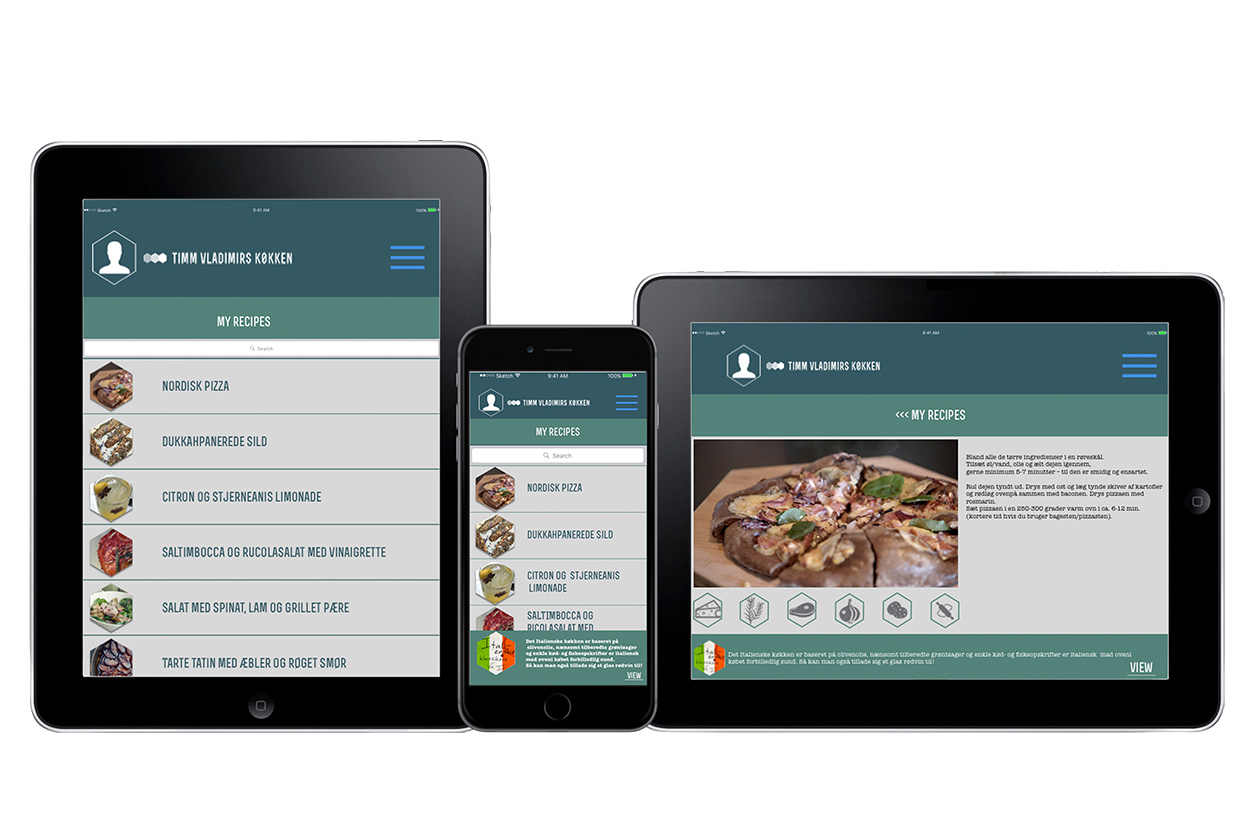 Sketch 9:41 AM 100%
TIMM VLADIMIRS KØKKEN
MY RECIPES
Search
NORDISK PIZZA
DUKKAHPANEREDE SILD
CITRON OG STJERNEANIS LIMONADE
SALTIMBOCCA OG RUCOLASALAT MED VINAIGRETTE
SALAT MED SPINAT, LAM OG GRILLET PÆRE
TARTE TATIN MED ÆBLER OG RØGET SMØR
Sketch 9:41 AM 100%
TIMM VLADIMIRS KØKKEN
MY RECIPES
Search
NORDISK PIZZA
DUKKAHPANEREDE SILD
CITRON OG STJERNEANIS
LIMONADE
SALTIMBOCCA OG
RUCOLASALAT MED
Det Italienske køkken er baseret på
olivenolie, nænsomt tilberedte grøntsager
og enkle kød- og fiskeopskrifter er italiensk
mad oveni købet forbilledlig sund.
Så kan man også tillade sig et glas rødvin til!
VIEW
Sketch 9:41 AM 100%
TIMM VLADIMIRS KØKKEN
<<< MY RECIPES
Bland alle de tørre ingredienser i en røreskål.
Tilsæt øl/vand, olie og ælt dejen igennem,
gerne minimum 5-7 minutter – til den er smidig og ensartet.
Rul dejen tyndt ud. Drys med ost og læg tynde skiver af kartofler
og rødløg ovenpå sammen med baconen. Drys pizzaen med
rosmarin.
Sæt pizzaen i en 250-300 grader varm ovn i ca. 6-12 min.
(kortere tid hvis du bruger bagesten/pizzasten).
Det Italienske køkken er baseret på olivenolie, nænsomt tilberedte grøntsager og enkle kød- og fiskeopskrifter er italiensk mad oveni
købet forbilledlig sund. Så kan man også tillade sig et glas rødvin til!
VIEW